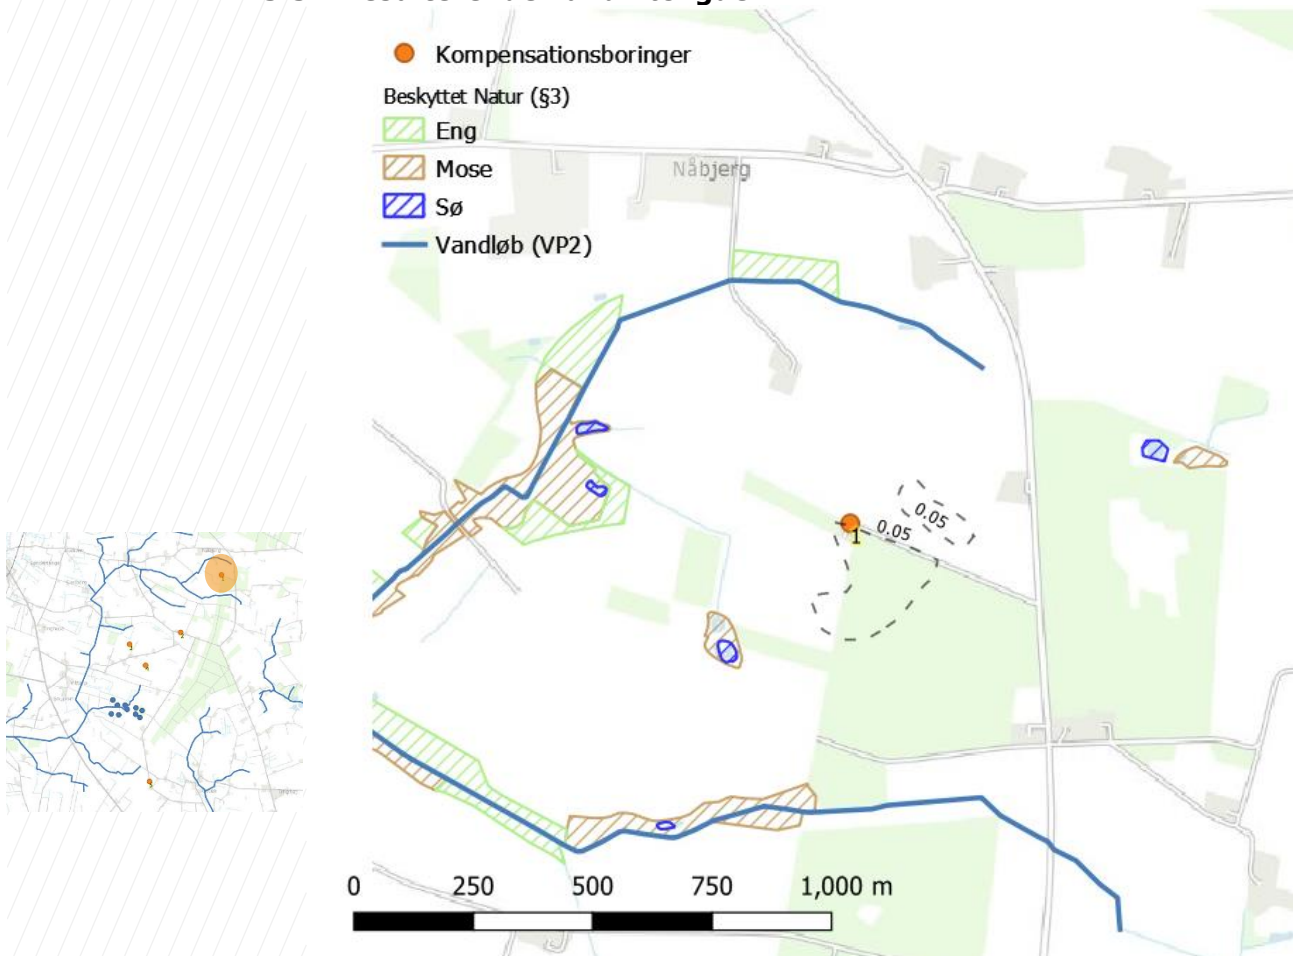 Kompensationsboringer
Beskyttet Natur (§3)
Eng
Mose
Sø
Vandløb (VP2)
Nåbjerg
0.05
0.05
1
0 250 500 750 1,000 m